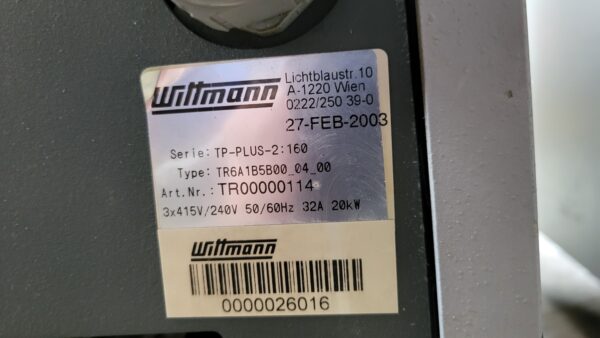 Wittmann
Lichtblaustr.10
A-1220 Wien
0222/250 39-0
27-FEB-2003
Serie: TP-PLUS-2:160
Type: TR6A1B5B00_04_00
Art.Nr.: TR00000114
3x415V/240V 50/60Hz 32A 20kW
Wittmann
0000026016